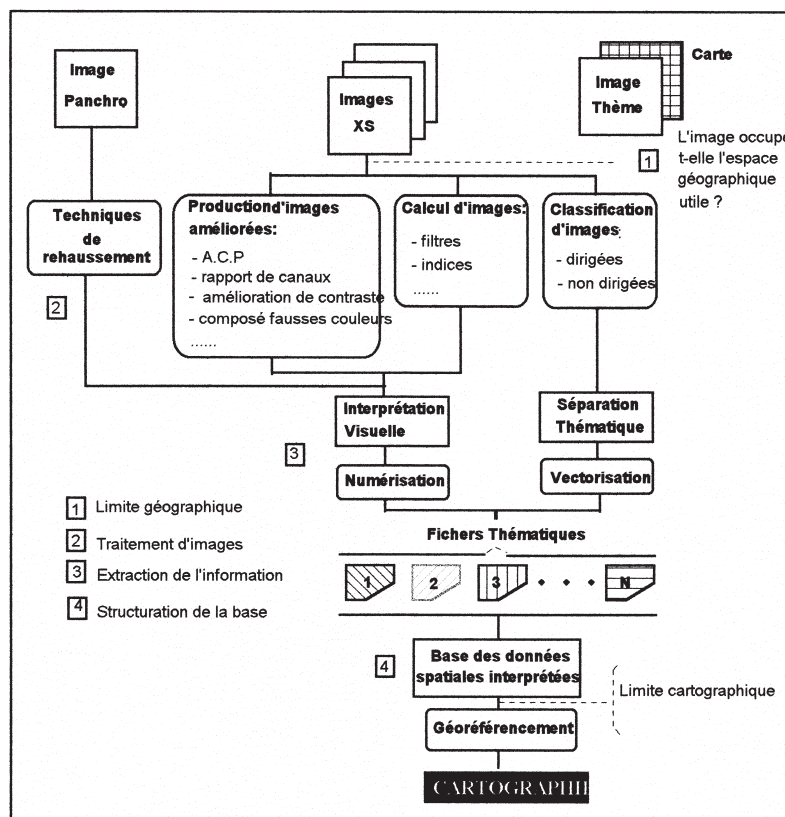 Image
Panchro
Images
XS
Image
Thème
Carte
1
L'image occupe
t-elle l'espace
géographique
utile ?
Techniques
de
rehaussement
Productiond'images
améliorées:
- A.C.P
- rapport de canaux
- amélioration de contraste
- composé fausses couleurs
......
Calcul d'images:
- filtres
- indices
......
Classification
d'images:
- dirigées
- non dirigées
2
Interprétation
Visuelle
Séparation
Thématique
3
Numérisation
Vectorisation
1 Limite géographique
2 Traitement d'images
3 Extraction de l'information
4 Structuration de la base
Fichers Thématiques
1 2 3 • • • N
4
Base des données
spatiales interprétées
Limite cartographique
Géoréférencement
CARTOGRAPHIE